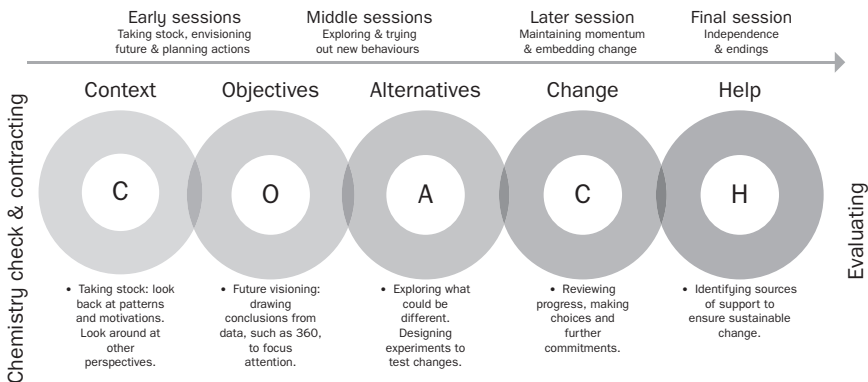 Early sessions
Taking stock, envisioning
future & planning actions
Middle sessions
Exploring & trying
out new behaviours
Later session
Maintaining momentum
& embedding change
Final session
Independence
& endings
Chemistry check & contracting
Context
Objectives
Alternatives
Change
Help
C
O
A
C
H
• Taking stock: look
back at patterns
and motivations.
Look around at
other
perspectives.
• Future visioning:
drawing
conclusions from
data, such as 360,
to focus
attention.
• Exploring what
could be
different.
Designing
experiments to
test changes.
• Reviewing
progress, making
choices and
further
commitments.
• Identifying sources
of support to
ensure sustainable
change.
Evaluating